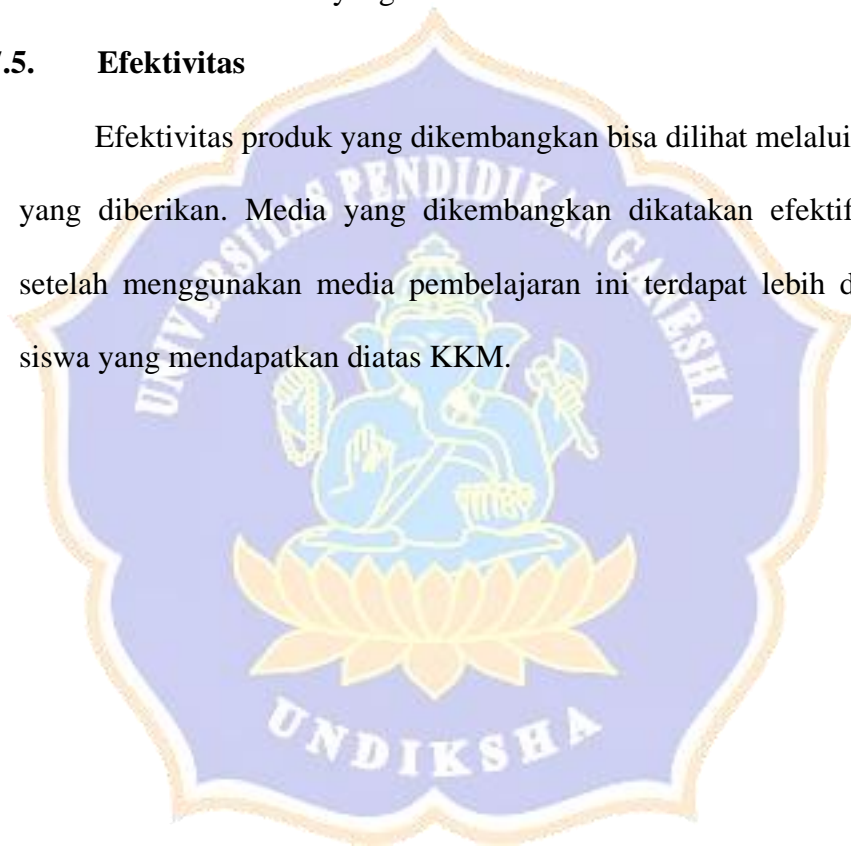 yang
.5. Efektivitas
Efektivitas produk yang dikembangkan bisa dilihat melalui
yang diberikan. Media yang dikembangkan dikatakan efektif
setelah menggunakan media pembelajaran ini terdapat lebih d
siswa yang mendapatkan diatas KKM.
UNIVERSITAS PENDIDIKAN GANESHA
UNDIKSHA